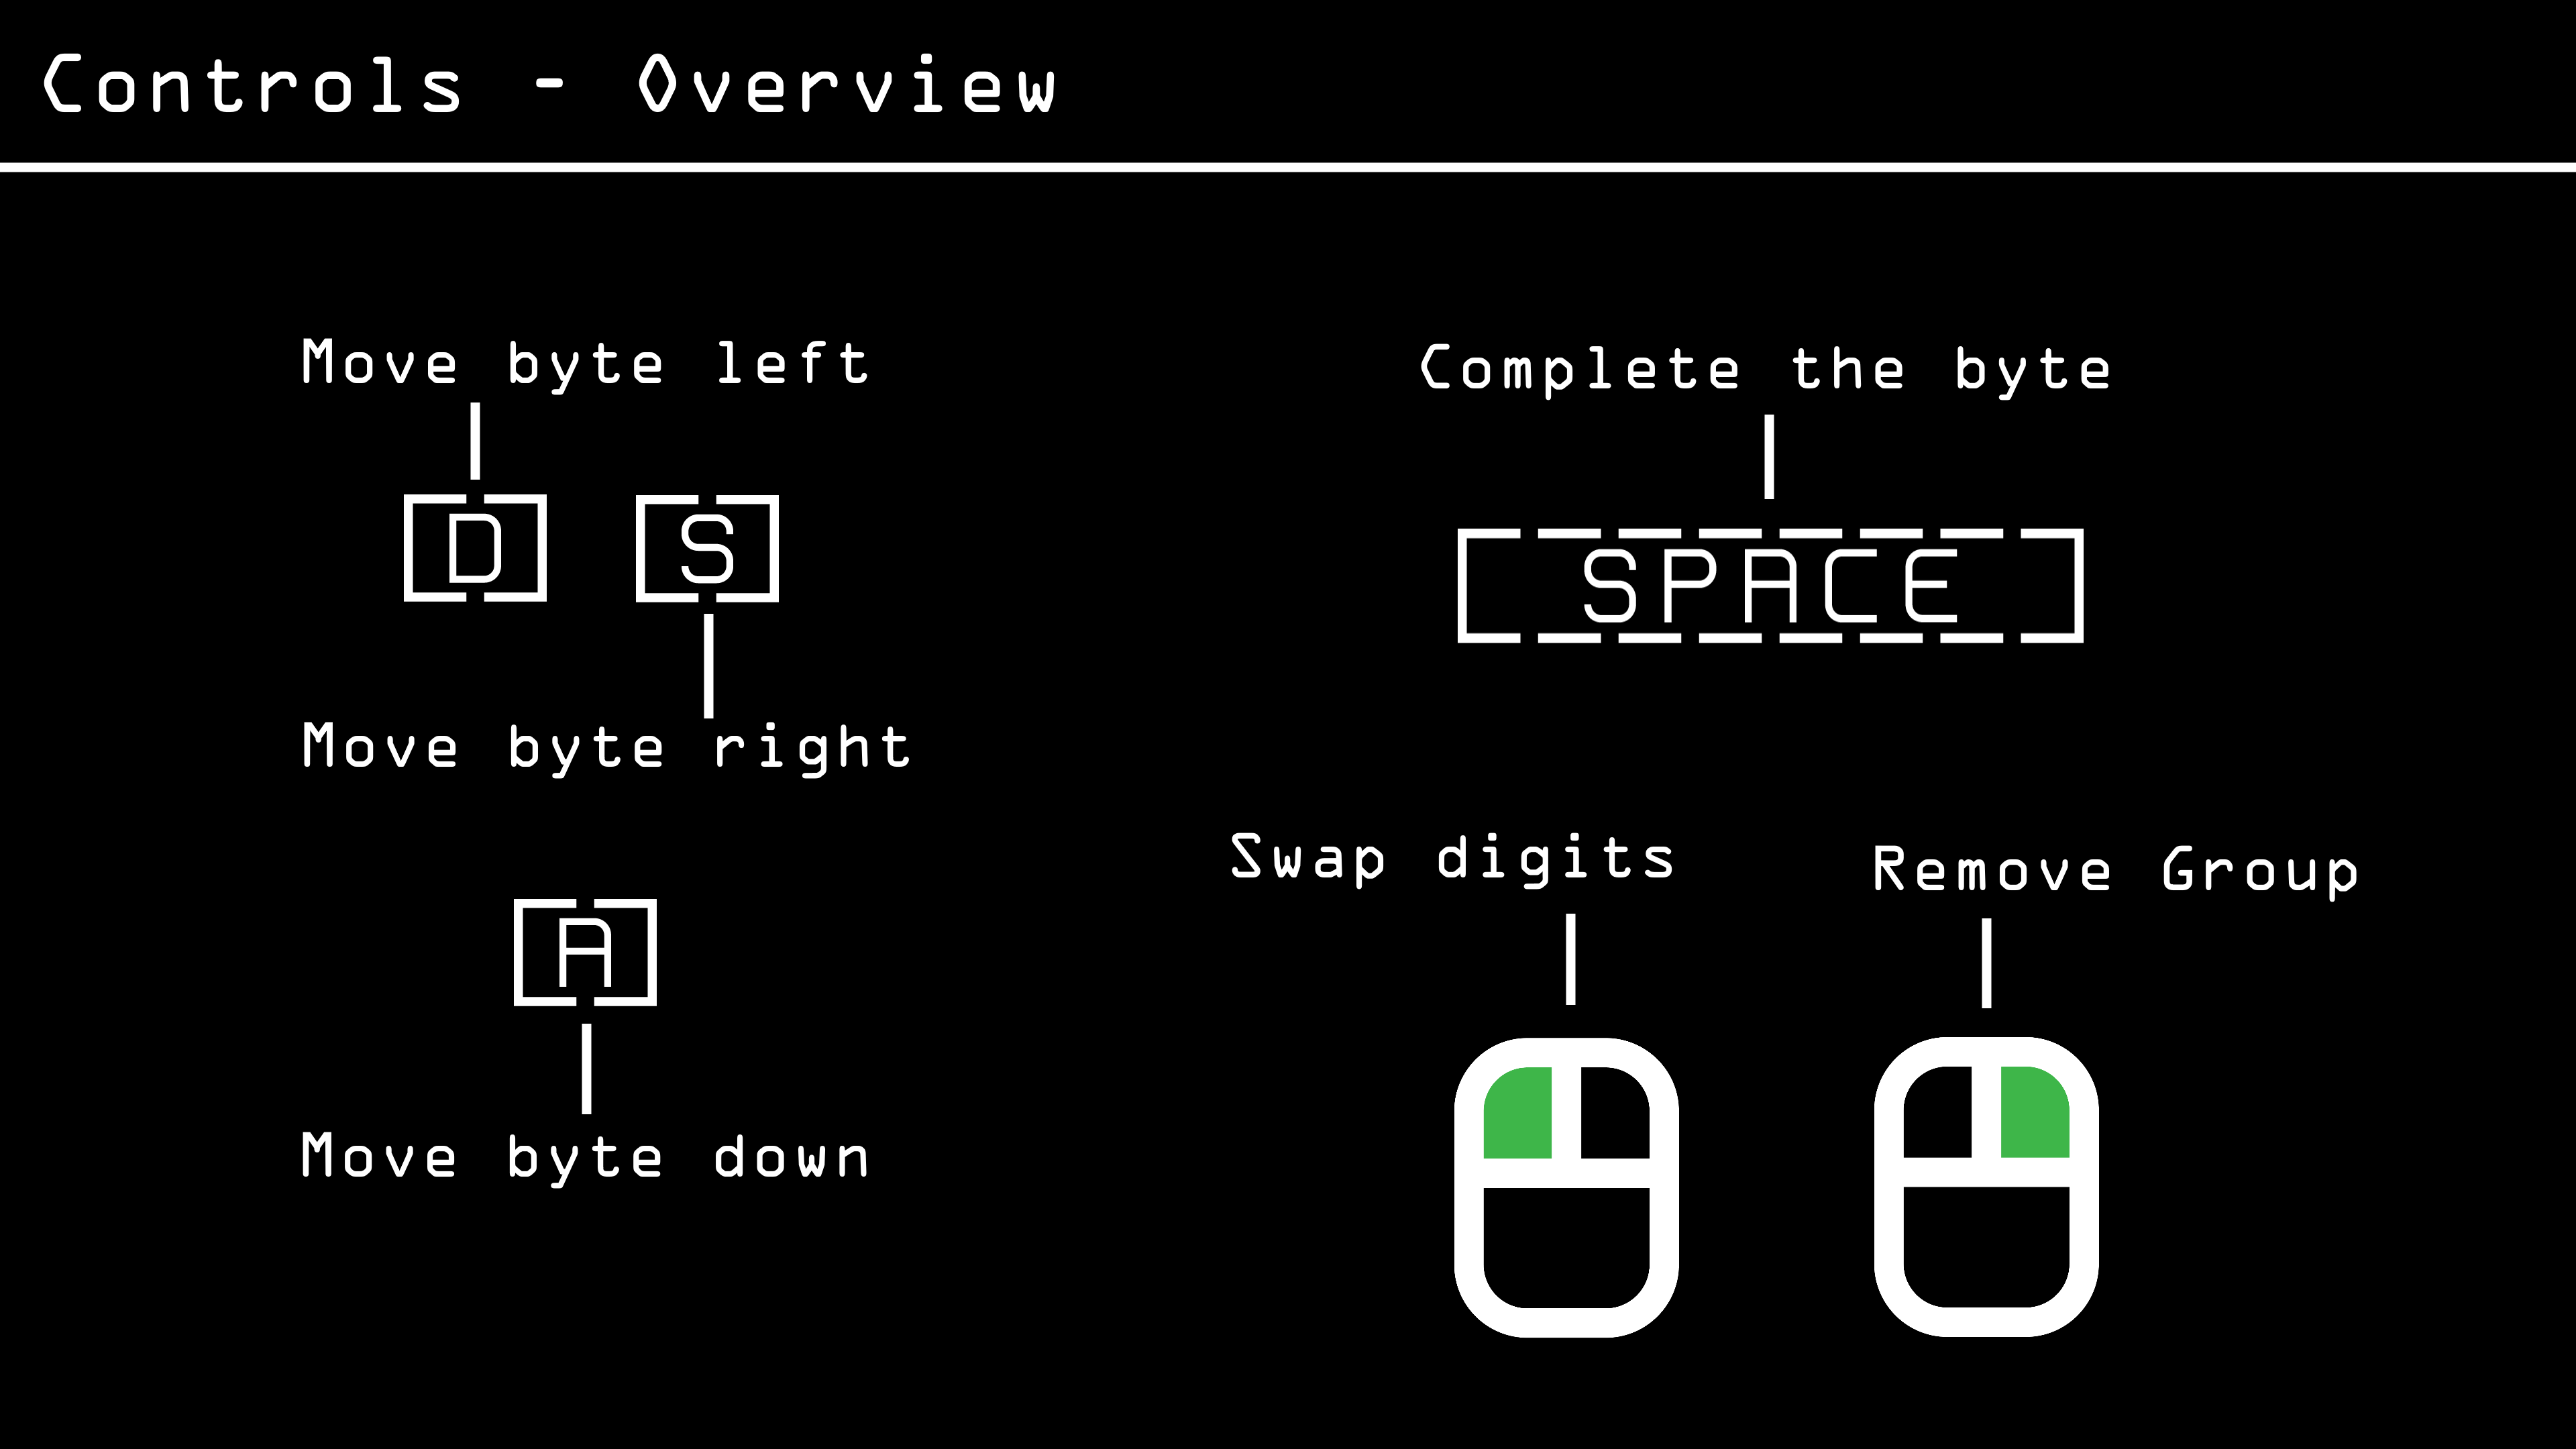 Controls - Overview
Move byte left
D S
Move byte right
A
Move byte down
Complete the byte
SPACE
Swap digits
Remove Group